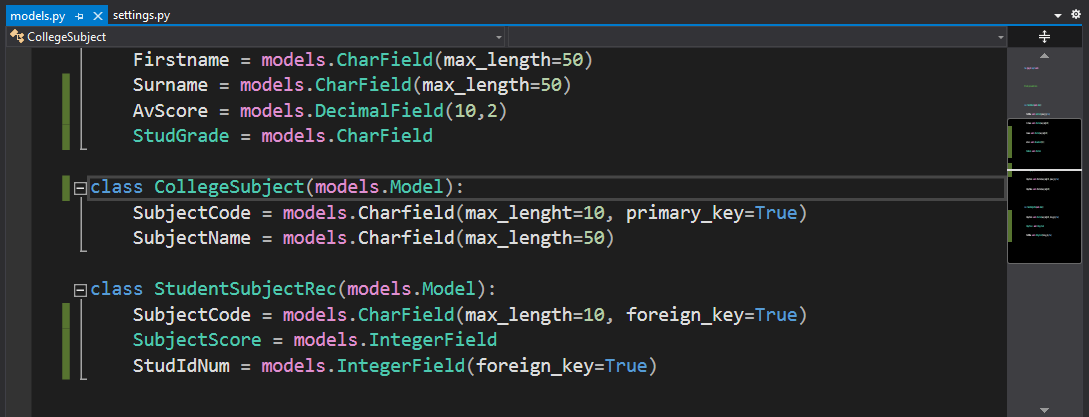 models.py
settings.py
CollegeSubject
Firstname = models.CharField(max_length=50)
Surname = models.CharField(max_length=50)
AvScore = models.DecimalField(10,2)
StudGrade = models.CharField
class CollegeSubject(models.Model):
SubjectCode = models.Charfield(max_lenght=10, primary_key=True)
SubjectName = models.Charfield(max_length=50)
class StudentSubjectRec(models.Model):
SubjectCode = models.CharField(max_length=10, foreign_key=True)
SubjectScore = models.IntegerField
StudIdNum = models.IntegerField(foreign_key=True)